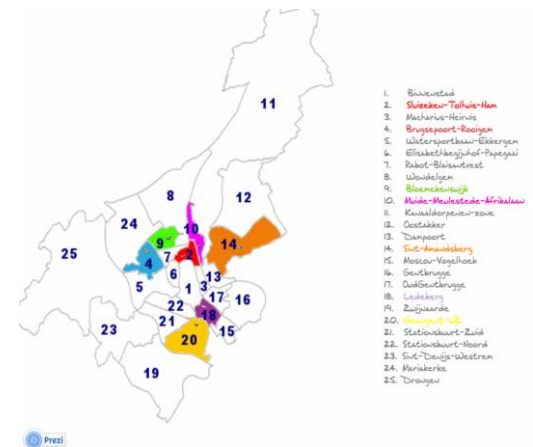 11
8
12
24
10
14
25
9
2
7
4
6
13
5
1
3
17
16
22
18
21
15
23
20
19
1. Binnenstad
2. Sluizeken-Tolhuis-Ham
3. Macharius-Heirnis
4. Brugsepoort-Rooigem
5. Watersportbaan-Ekkergem
6. Elisabethbegijnhof-Papegaai
7. Rabot-Blaisantvest
8. Wondelgem
9. Bloemekenswijk
10. Muide-Meulestede-Afrikalaan
11. Kanaaldorpen-en-zone
12. Oostakker
13. Dampoort
14. Sint-Amandsberg
15. Moscou-Vogelhoek
16. Gentbrugge
17. OudGentbrugge
18. Ledeberg
19. Zwijnaarde
20. Nieuwgent-UZ
21. Stationsbuurt-Zuid
22. Stationsbuurt-Noord
23. Sint-Denijs-Westrem
24. Mariakerke
25. Drongen
Prezi